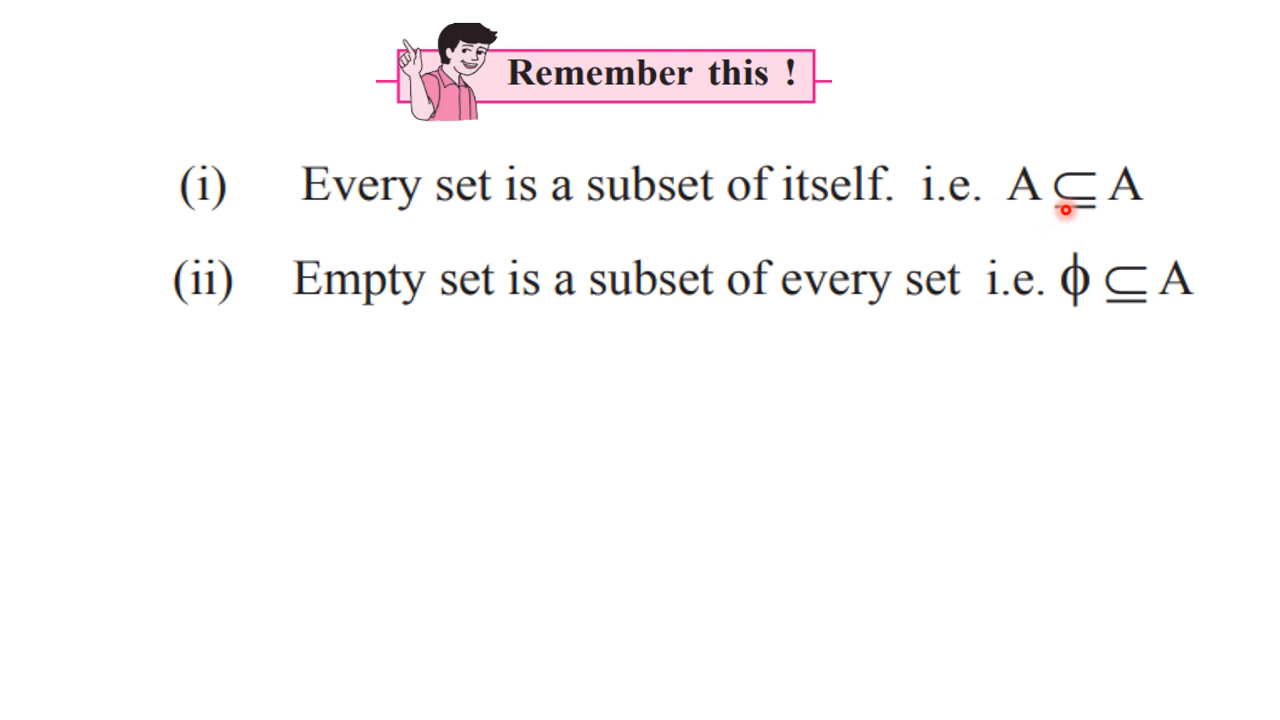 Remember this !
(i) Every set is a subset of itself. i.e. A ⊆ A
(ii) Empty set is a subset of every set i.e. ϕ ⊆ A